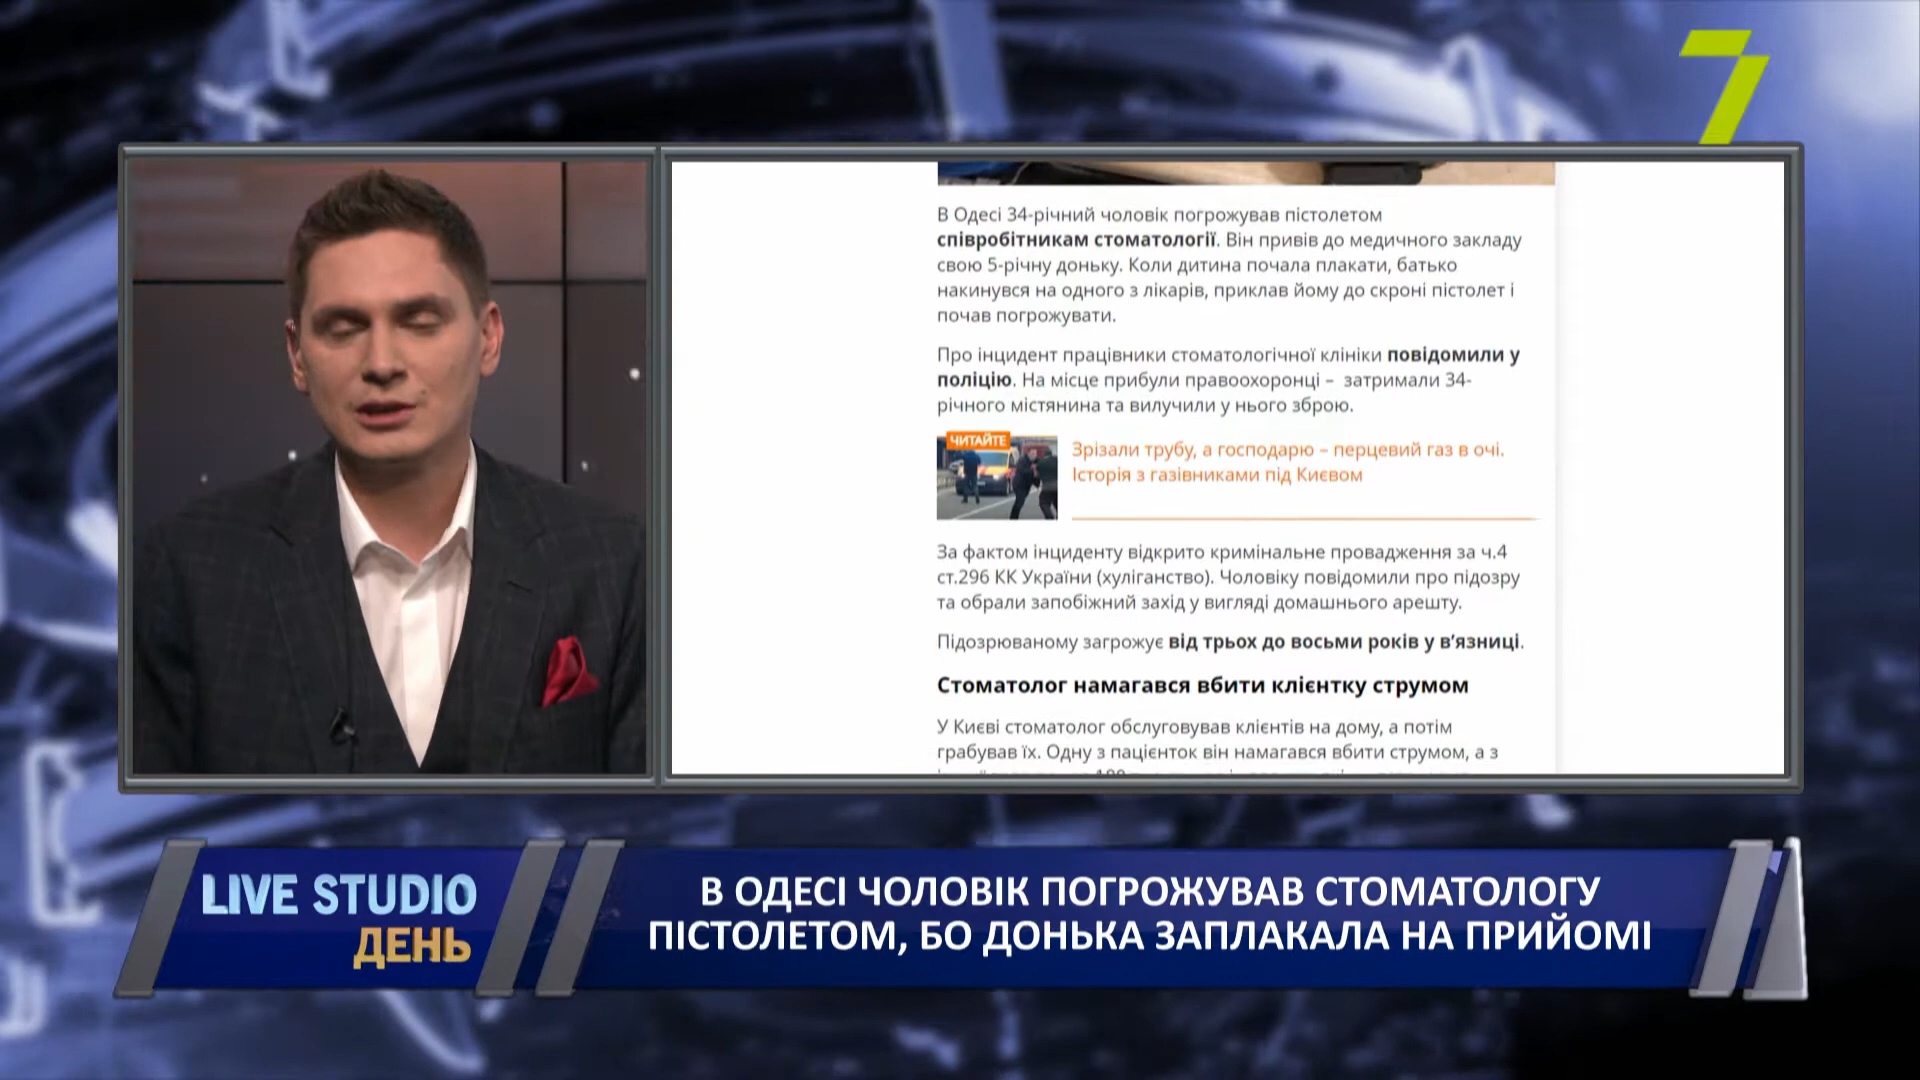 7
В Одесі 34-річний чоловік погрожував пістолетом
співробітникам стоматології. Він привів до медичного закладу
свою 5-річну доньку. Коли дитина почала плакати, батько
накинувся на одного з лікарів, приклав йому до скроні пістолет і
почав погрожувати.
Про інцидент працівники стоматологічної клініки повідомили у
поліцію. На місце прибули правоохоронці – затримали 34-
річного містянина та вилучили у нього зброю.
ЧИТАЙТЕ
Зрізали трубу, а господарю – перцевий газ в очі.
Історія з газівниками під Києвом
За фактом інциденту відкрито кримінальне провадження за ч.4
ст.296 КК України (хуліганство). Чоловіку повідомили про підозру
та обрали запобіжний захід у вигляді домашнього арешту.
Підозрюваному загрожує від трьох до восьми років у в’язниці.
Стоматолог намагався вбити клієнтку струмом
У Києві стоматолог обслуговував клієнтів на дому, а потім
грабував їх. Одну з пацієнток він намагався вбити струмом, а з
LIVE STUDIO
ДЕНЬ
В ОДЕСІ ЧОЛОВІК ПОГРОЖУВАВ СТОМАТОЛОГУ
ПІСТОЛЕТОМ, БО ДОНЬКА ЗАПЛАКАЛА НА ПРИЙОМІ